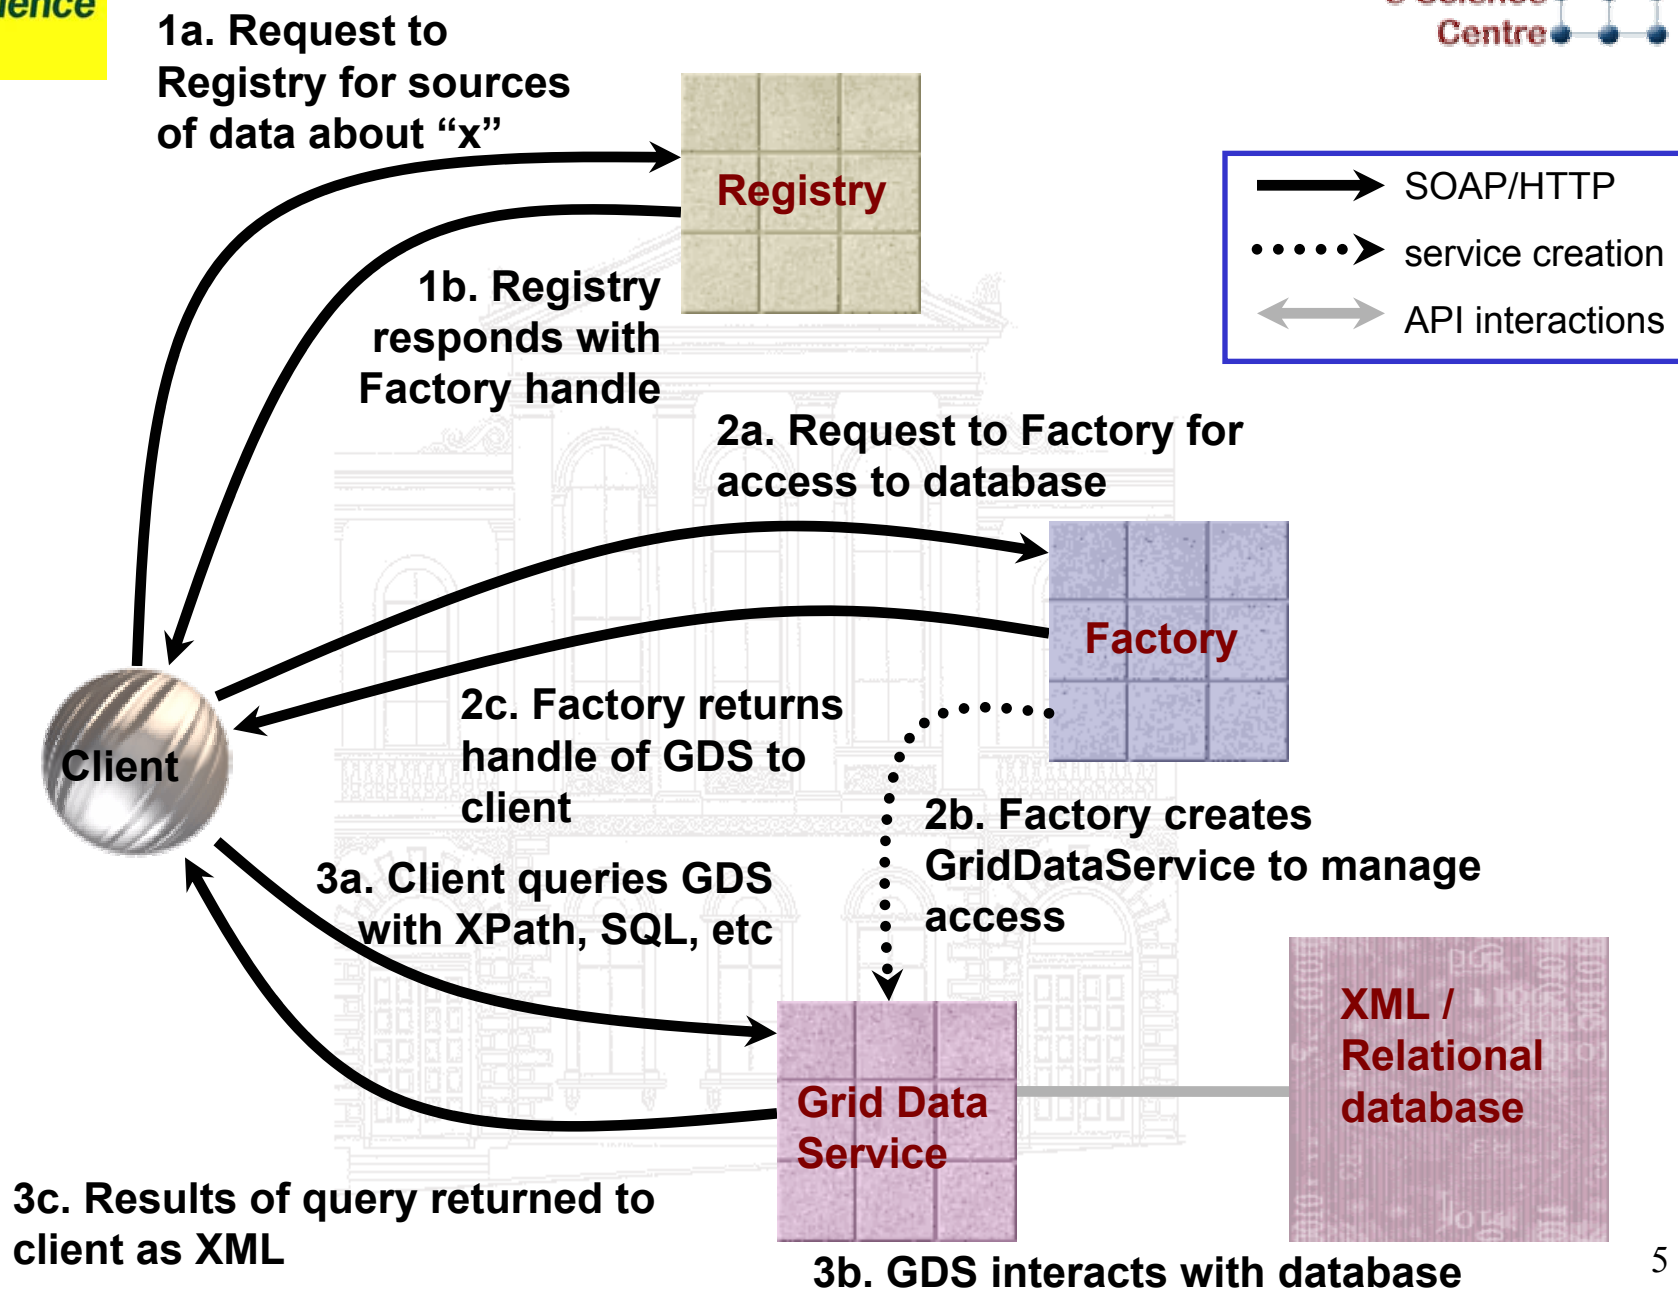 Centre
1a. Request to
Registry for sources
of data about “x”
Registry
SOAP/HTTP
service creation
API interactions
1b. Registry
responds with
Factory handle
2a. Request to Factory for
access to database
Factory
2c. Factory returns
handle of GDS to
client
Client
2b. Factory creates
GridDataService to manage
access
3a. Client queries GDS
with XPath, SQL, etc
XML /
Relational
database
Grid Data
Service
3c. Results of query returned to
client as XML
3b. GDS interacts with database
5